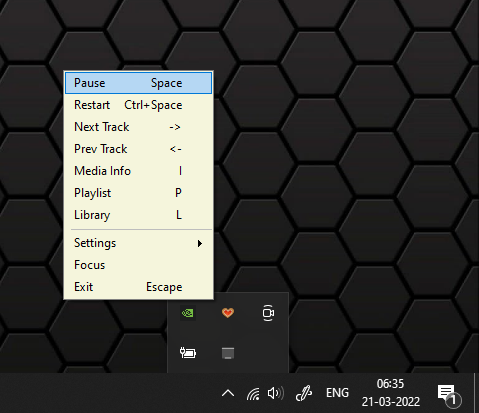 Pause Space
Restart Ctrl+Space
Next Track ->
Prev Track <-
Media Info I
Playlist P
Library L
Settings
Focus
Exit Escape
ENG
06:35
21-03-2022
1